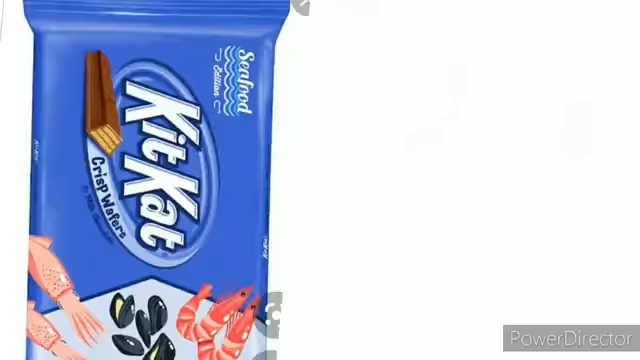 Seafood
Edition
KitKat
Crisp Wafers
PowerDirector